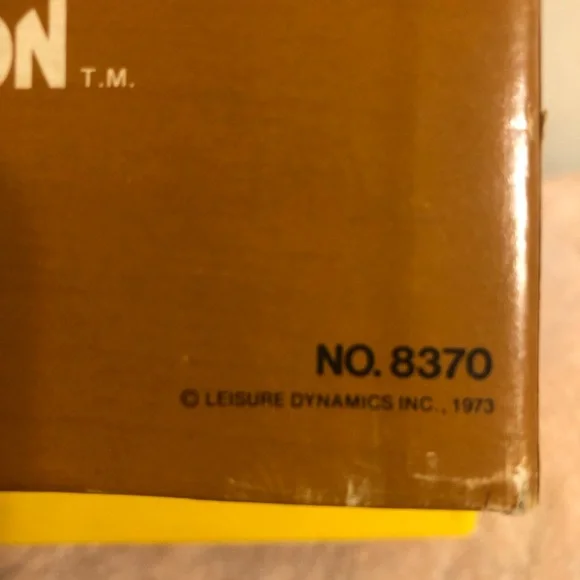 ON T.M.
NO. 8370
© LEISURE DYNAMICS INC., 1973